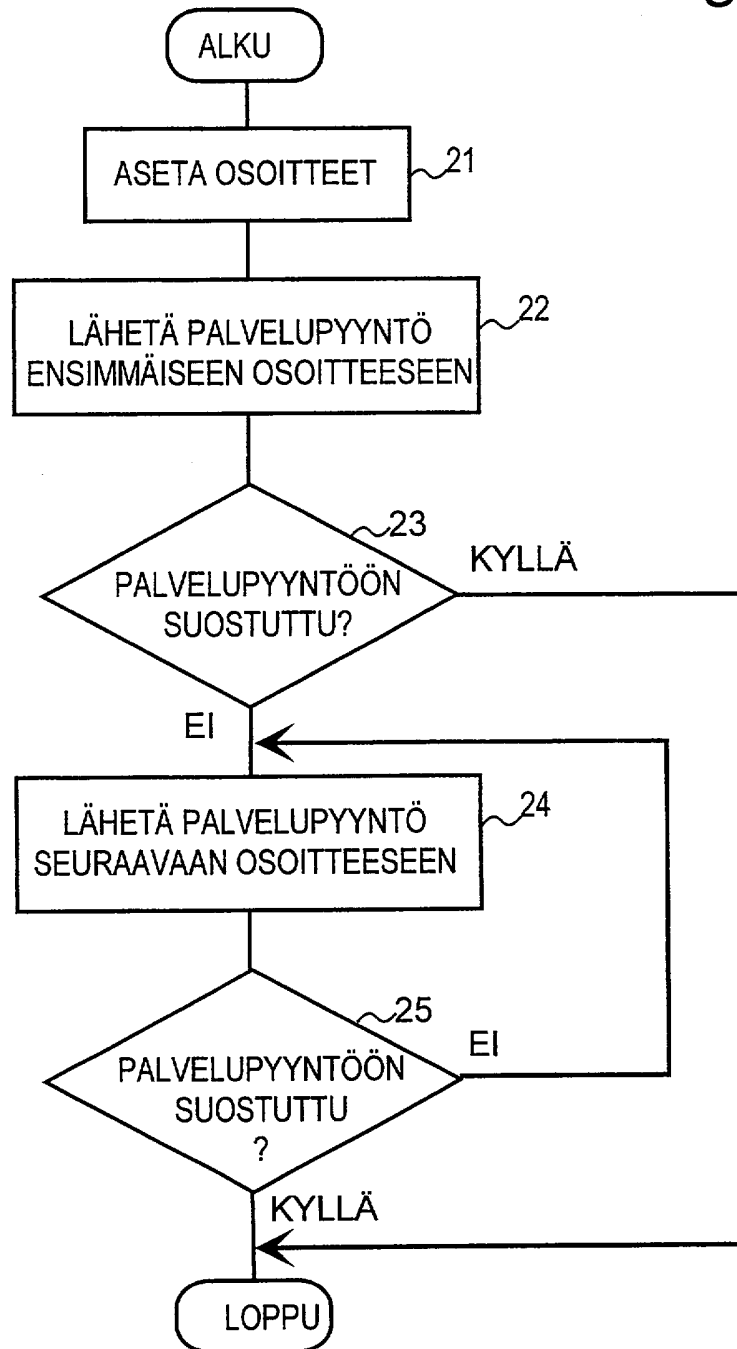 ALKU
ASETA OSOITTEET
21
LÄHETÄ PALVELUPYYNTÖ
ENSIMMÄISEEN OSOITTEESEEN
22
23
PALVELUPYYNTÖÖN
SUOSTUTTU?
KYLLÄ
EI
LÄHETÄ PALVELUPYYNTÖ
SEURAAVAAN OSOITTEESEEN
24
25
PALVELUPYYNTÖÖN
SUOSTUTTU
?
EI
KYLLÄ
LOPPU